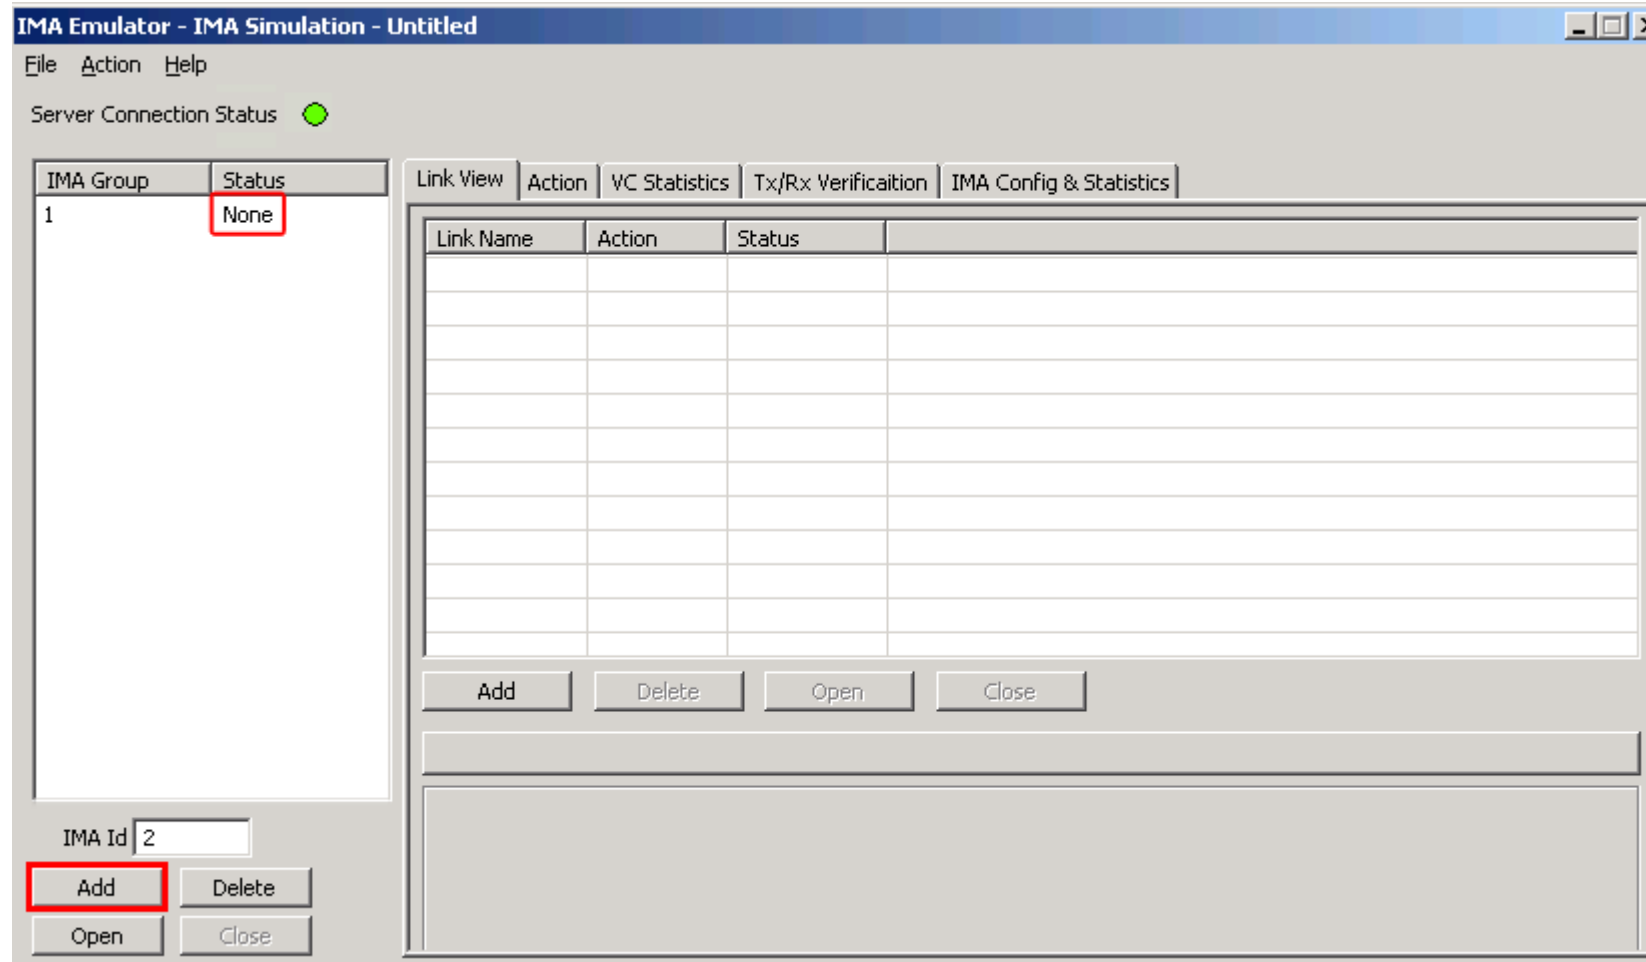 IMA Emulator - IMA Simulation - Untitled
File Action Help
Server Connection Status
IMA Group Status
1 None
Link View Action VC Statistics Tx/Rx Verificaition IMA Config & Statistics
Link Name Action Status
Add Delete Open Close
IMA Id 2
Add Delete
Open Close